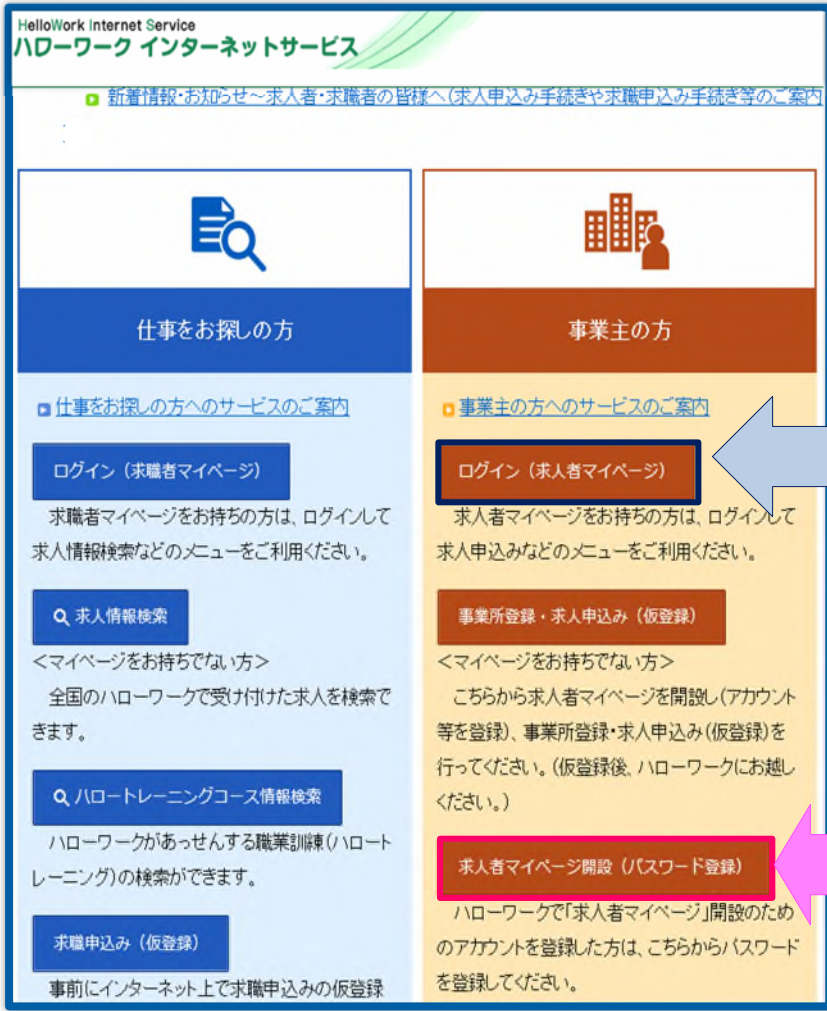 HelloWork Internet Service
ハローワーク インターネットサービス
新着情報・お知らせ～求人者・求職者の皆様へ(求人申込み手続きや求職申込み手続き等のご案内
仕事をお探しの方
仕事をお探しの方へのサービスのご案内
ログイン（求職者マイページ）
求職者マイページをお持ちの方は、ログインして
求人情報検索などのメニューをご利用ください。
求人情報検索
＜マイページをお持ちでない方＞
全国のハローワークで受け付けた求人を検索で
きます。
ハロートレーニングコース情報検索
ハローワークがあっせんする職業訓練(ハロート
レーニング)の検索ができます。
求職申込み（仮登録）
事前にインターネット上で求職申込みの仮登録
事業主の方
事業主の方へのサービスのご案内
ログイン（求人者マイページ）
求人者マイページをお持ちの方は、ログインして
求人申込みなどのメニューをご利用ください。
事業所登録・求人申込み（仮登録）
＜マイページをお持ちでない方＞
こちらから求人者マイページを開設し(アカウント
等を登録)、事業所登録・求人申込み(仮登録)を
行ってください。(仮登録後、ハローワークにお越し
ください。)
求人者マイページ開設（パスワード登録）
ハローワークで「求人者マイページ」開設のため
のアカウントを登録した方は、こちらからパスワード
を登録してください。